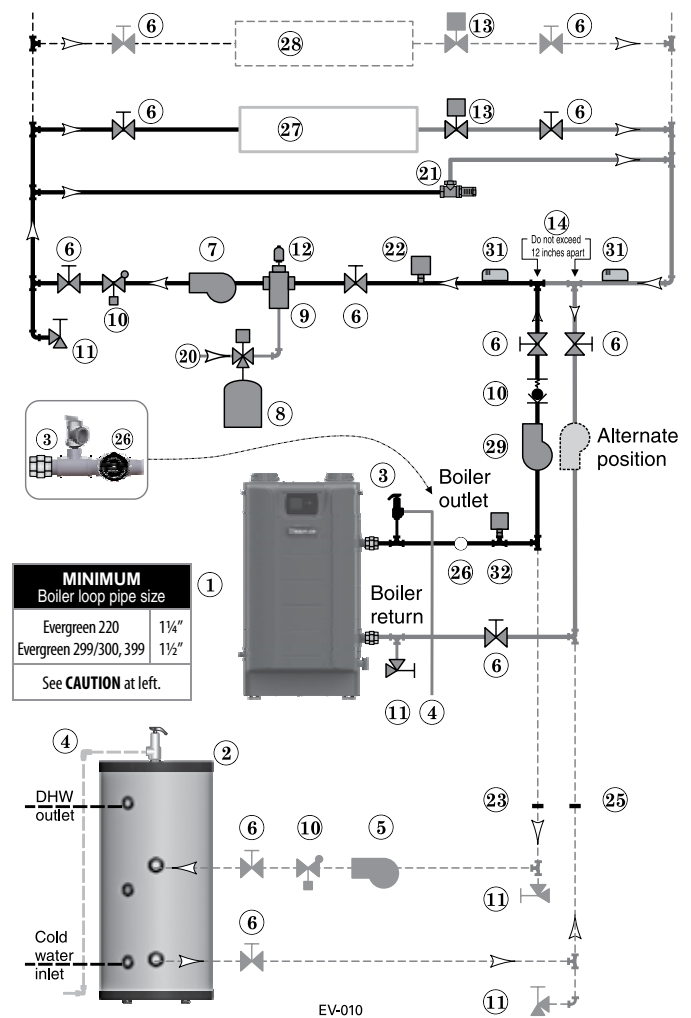 6
13
6
28
6
13
6
27
21
14
Do not exceed
12 inches apart
6
7
12
22
31
31
10
9
6
11
20
8
6
6
10
29
Alternate
position
3
26
3
Boiler
outlet
26
32
MINIMUM
Boiler loop pipe size
Evergreen 220 1¼"
Evergreen 299/300, 399 1½"
See CAUTION at left.
1
Boiler
return
6
11
4
4
2
DHW
outlet
23
25
6
10
5
11
6
Cold
water
inlet
11
EV-010